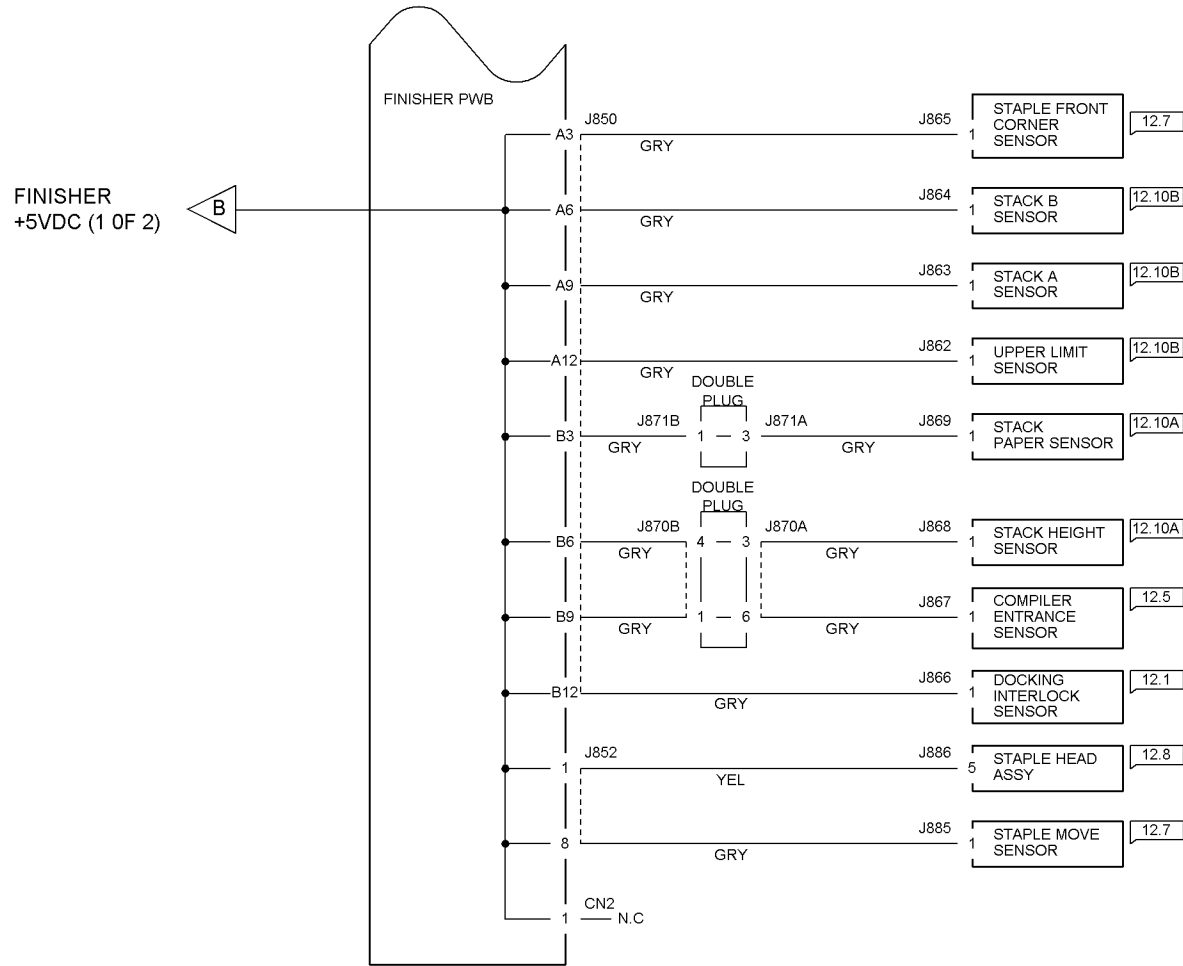 FINISHER PWB
FINISHER
+5VDC (1 0F 2)
B
A3 J850 GRY J865 1 STAPLE FRONT
CORNER
SENSOR
12.7
A6 GRY J864 1 STACK B
SENSOR
12.10B
A9 GRY J863 1 STACK A
SENSOR
12.10B
A12 GRY J862 1 UPPER LIMIT
SENSOR
12.10B
DOUBLE
PLUG
B3 GRY J871B 1 3 J871A GRY J869 1 STACK
PAPER SENSOR
12.10A
DOUBLE
PLUG
B6 GRY J870B 4 3 J870A GRY J868 1 STACK HEIGHT
SENSOR
12.10A
B9 GRY 1 6 GRY J867 1 COMPILER
ENTRANCE
SENSOR
12.5
B12 GRY J866 1 DOCKING
INTERLOCK
SENSOR
12.1
1 J852 YEL J886 5 STAPLE HEAD
ASSY
12.8
8 GRY J885 1 STAPLE MOVE
SENSOR
12.7
1 CN2 N.C